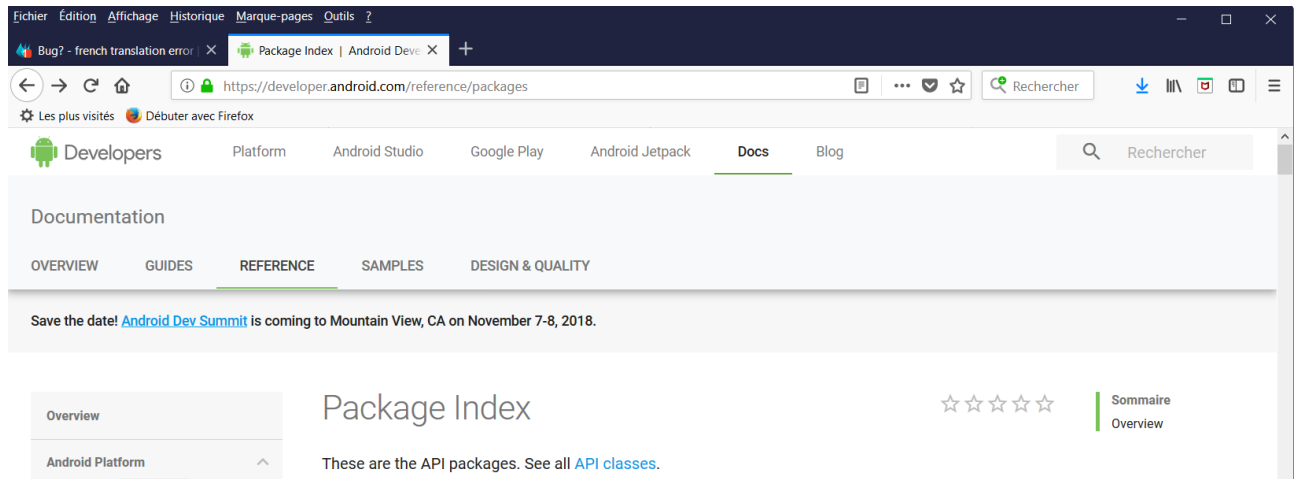 Fichier Édition Affichage Historique Marque-pages Outils ?
Bug? - french translation error | Package Index | Android Deve
https://developer.android.com/reference/packages Rechercher
Les plus visités Débuter avec Firefox
Developers Platform Android Studio Google Play Android Jetpack Docs Blog Rechercher
Documentation
OVERVIEW GUIDES REFERENCE SAMPLES DESIGN & QUALITY
Save the date! Android Dev Summit is coming to Mountain View, CA on November 7-8, 2018.
Overview Package Index Sommaire
Overview
Android Platform
These are the API packages. See all API classes.